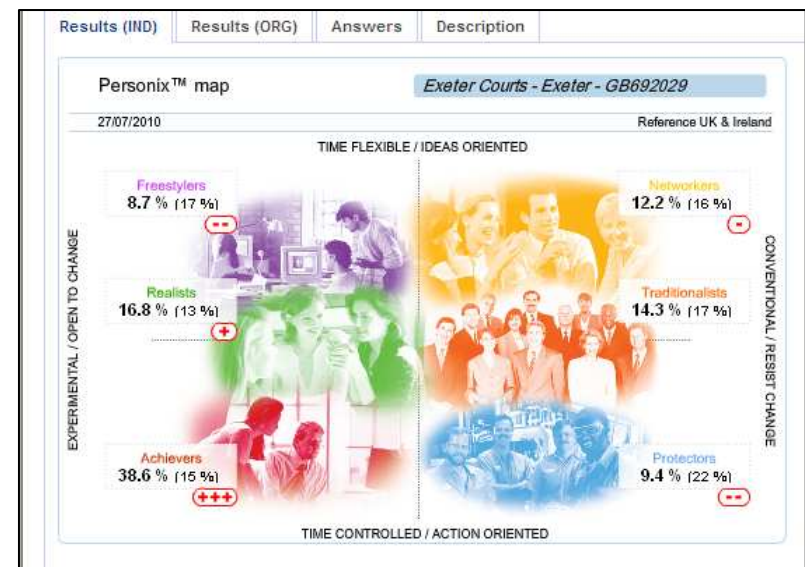 Results (IND) Results (ORG) Answers Description
Personix™ map Exeter Courts - Exeter - GB692029
27/07/2010 Reference UK & Ireland
TIME FLEXIBLE / IDEAS ORIENTED
Freestylers
8.7 % (17 %)
--
Networkers
12.2 % (16 %)
-
EXPERIMENTAL / OPEN TO CHANGE
CONVENTIONAL / RESIST CHANGE
Realists
16.8 % (13 %)
+
Traditionalists
14.3 % (17 %)
Achievers
38.6 % (15 %)
+++
Protectors
9.4 % (22 %)
--
TIME CONTROLLED / ACTION ORIENTED